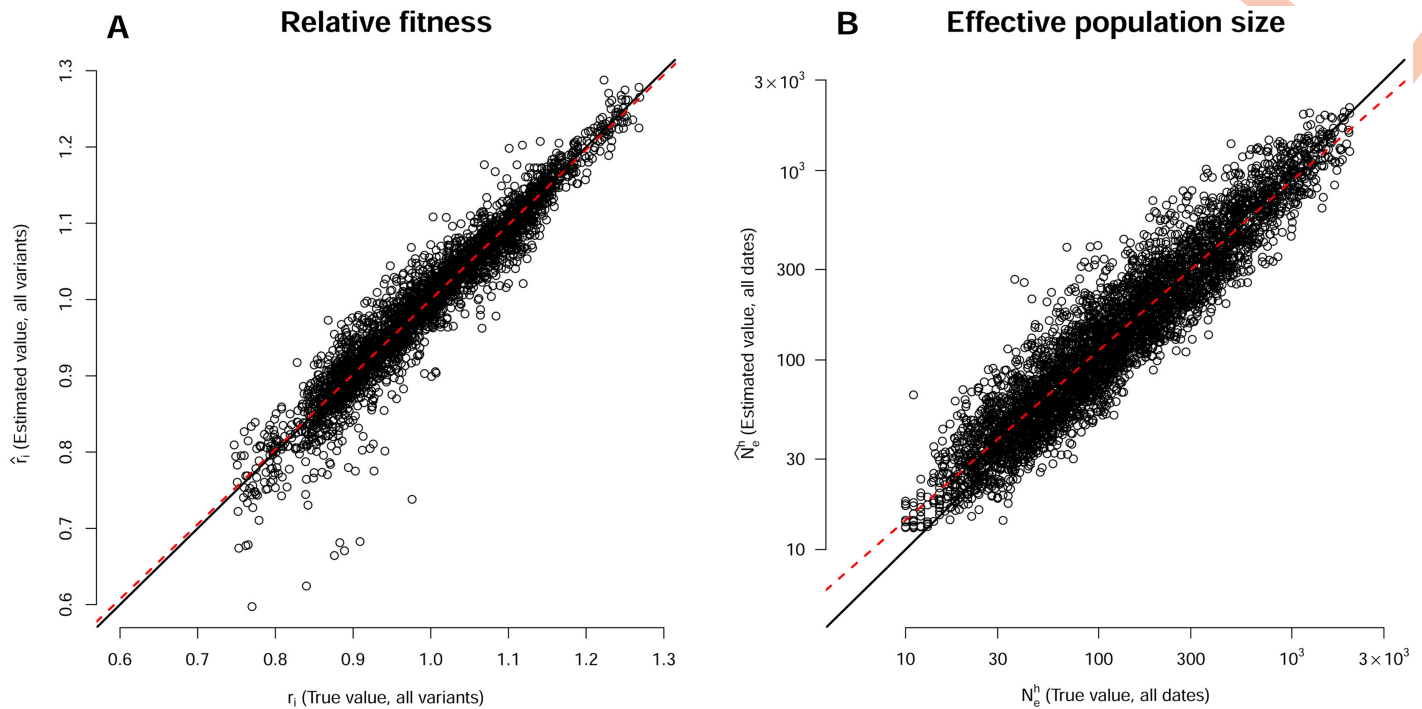 A
Relative fitness
1.3
1.2
1.1
1.0
0.9
0.8
0.7
0.6
r̂ᵢ (Estimated value, all variants)
0.6 0.7 0.8 0.9 1.0 1.1 1.2 1.3
rᵢ (True value, all variants)
B
Effective population size
3×10³
10³
300
100
30
10
N̂ₑʰ (Estimated value, all dates)
10 30 100 300 10³ 3×10³
Nₑʰ (True value, all dates)